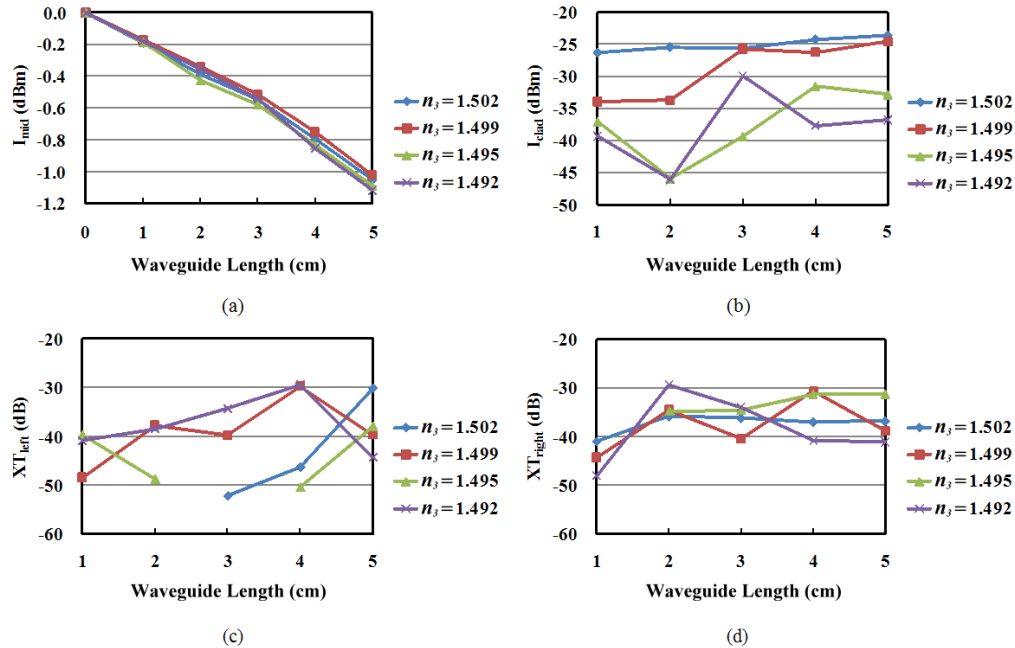 0.0
-0.2
-0.4
-0.6
-0.8
-1.0
-1.2
0 1 2 3 4 5
I_mid (dBm)
Waveguide Length (cm)
n₃=1.502
n₃=1.499
n₃=1.495
n₃=1.492
(a)
-20
-25
-30
-35
-40
-45
-50
1 2 3 4 5
I_clad (dBm)
Waveguide Length (cm)
n₃=1.502
n₃=1.499
n₃=1.495
n₃=1.492
(b)
-20
-30
-40
-50
-60
1 2 3 4 5
XT_left (dB)
Waveguide Length (cm)
n₃=1.502
n₃=1.499
n₃=1.495
n₃=1.492
(c)
-20
-30
-40
-50
-60
1 2 3 4 5
XT_right (dB)
Waveguide Length (cm)
n₃=1.502
n₃=1.499
n₃=1.495
n₃=1.492
(d)